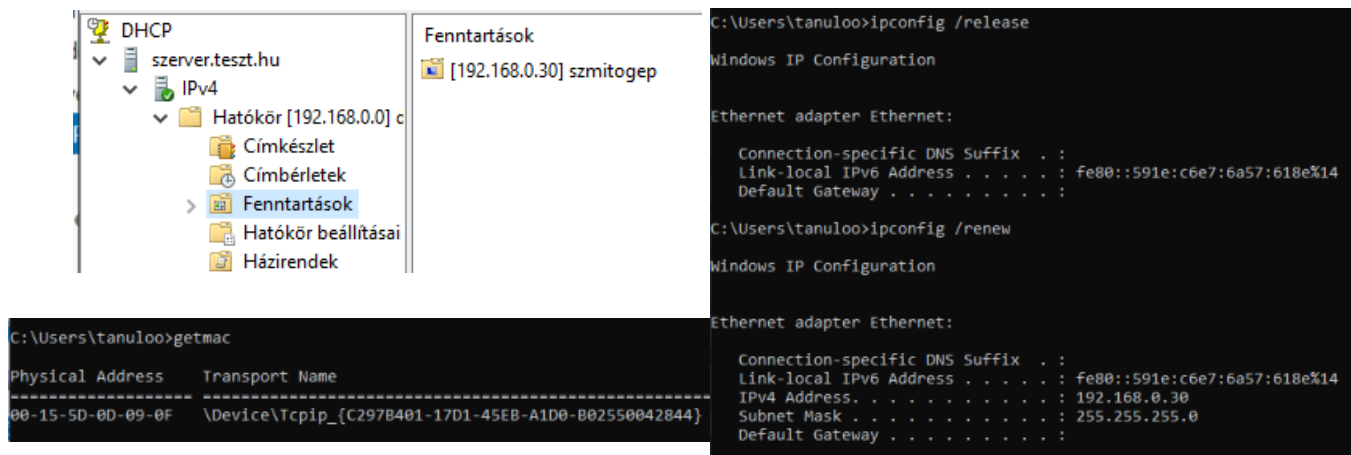 DHCP
szerver.teszt.hu
IPv4
Hatókör [192.168.0.0] c
Címkészlet
Címbérletek
Fenntartások
Hatókör beállításai
Házirendek
Fenntartások
[192.168.0.30] szmitogep
C:\Users\tanuloo>getmac
Physical Address    Transport Name
=================== ==========================================================
00-15-5D-0D-09-0F   \Device\Tcpip_{C297B401-17D1-45EB-A1D0-B02550042844}
C:\Users\tanuloo>ipconfig /release
Windows IP Configuration
Ethernet adapter Ethernet:
Connection-specific DNS Suffix  . :
Link-local IPv6 Address . . . . . : fe80::591e:c6e7:6a57:618e%14
Default Gateway . . . . . . . . . :
C:\Users\tanuloo>ipconfig /renew
Windows IP Configuration
Ethernet adapter Ethernet:
Connection-specific DNS Suffix  . :
Link-local IPv6 Address . . . . . : fe80::591e:c6e7:6a57:618e%14
IPv4 Address. . . . . . . . . . . : 192.168.0.30
Subnet Mask . . . . . . . . . . . : 255.255.255.0
Default Gateway . . . . . . . . . :